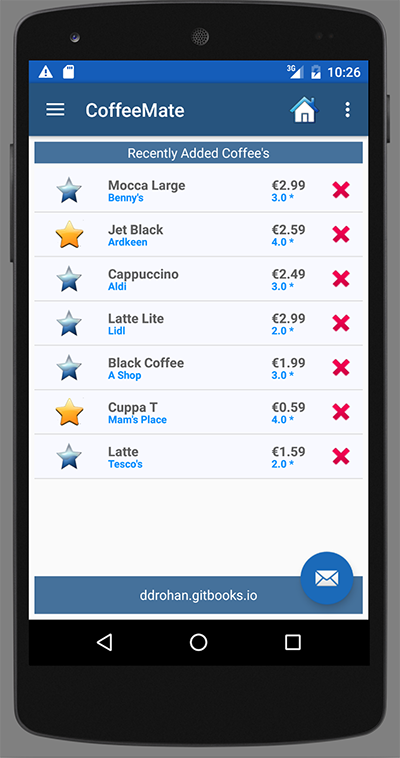 3G 10:26
CoffeeMate
Recently Added Coffee's
Mocca Large €2.99
Benny's 3.0 *
Jet Black €2.59
Ardkeen 4.0 *
Cappuccino €2.49
Aldi 3.0 *
Latte Lite €2.99
Lidl 2.0 *
Black Coffee €1.99
A Shop 3.0 *
Cuppa T €0.59
Mam's Place 4.0 *
Latte €1.59
Tesco's 2.0 *
ddrohan.gitbooks.io